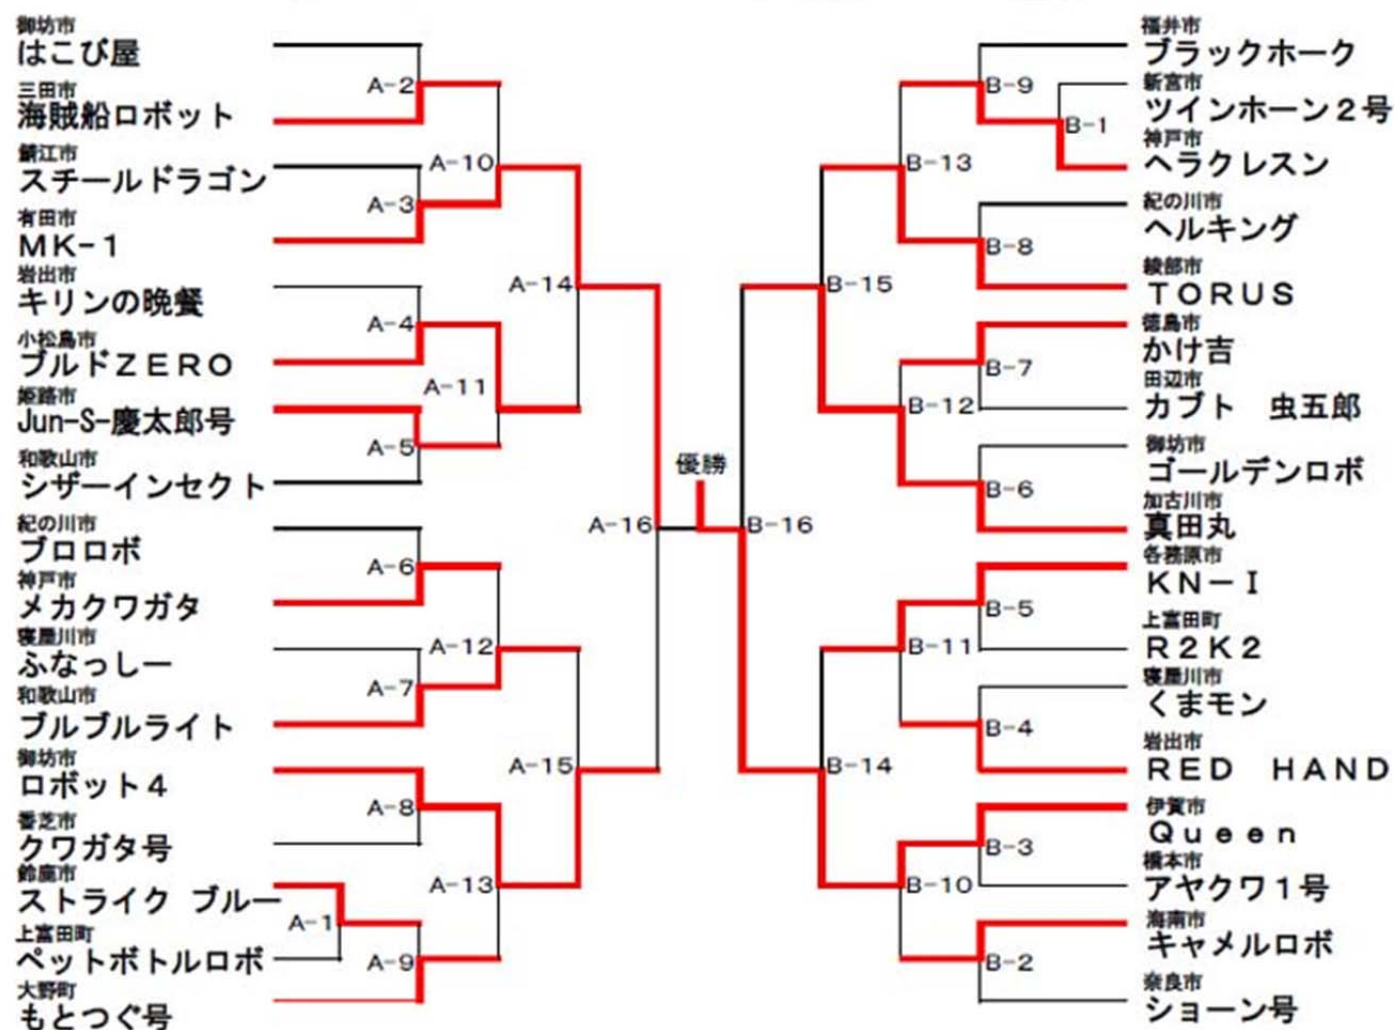 御坊市
はこび屋
三田市
海賊船ロボット
鯖江市
スチールドラゴン
有田市
MK-1
岩出市
キリンの晩餐
小松島市
ブルドZERO
姫路市
Jun-S-慶太郎号
和歌山市
シザーインセクト
紀の川市
ブロロボ
神戸市
メカクワガタ
寝屋川市
ふなっしー
和歌山市
ブルブルライト
御坊市
ロボット4
香芝市
クワガタ号
鈴鹿市
ストライク ブルー
上富田町
ペットボトルロボ
大野町
もとつぐ号
A-2
A-10
A-3
A-14
A-4
A-11
A-5
A-16
A-6
A-12
A-7
A-15
A-8
A-13
A-1
A-9
優勝
B-9
B-1
B-13
B-8
B-15
B-7
B-12
B-6
B-16
B-5
B-11
B-4
B-14
B-3
B-10
B-2
福井市
ブラックホーク
新宮市
ツインホーン2号
神戸市
ヘラクレスン
紀の川市
ヘルキング
綾部市
TORUS
徳島市
かけ吉
田辺市
カブト 虫五郎
御坊市
ゴールデンロボ
加古川市
真田丸
各務原市
KN-I
上富田町
R2K2
寝屋川市
くまモン
岩出市
RED HAND
伊賀市
Queen
橋本市
アヤクワ1号
海南市
キャメルロボ
奈良市
ショーン号